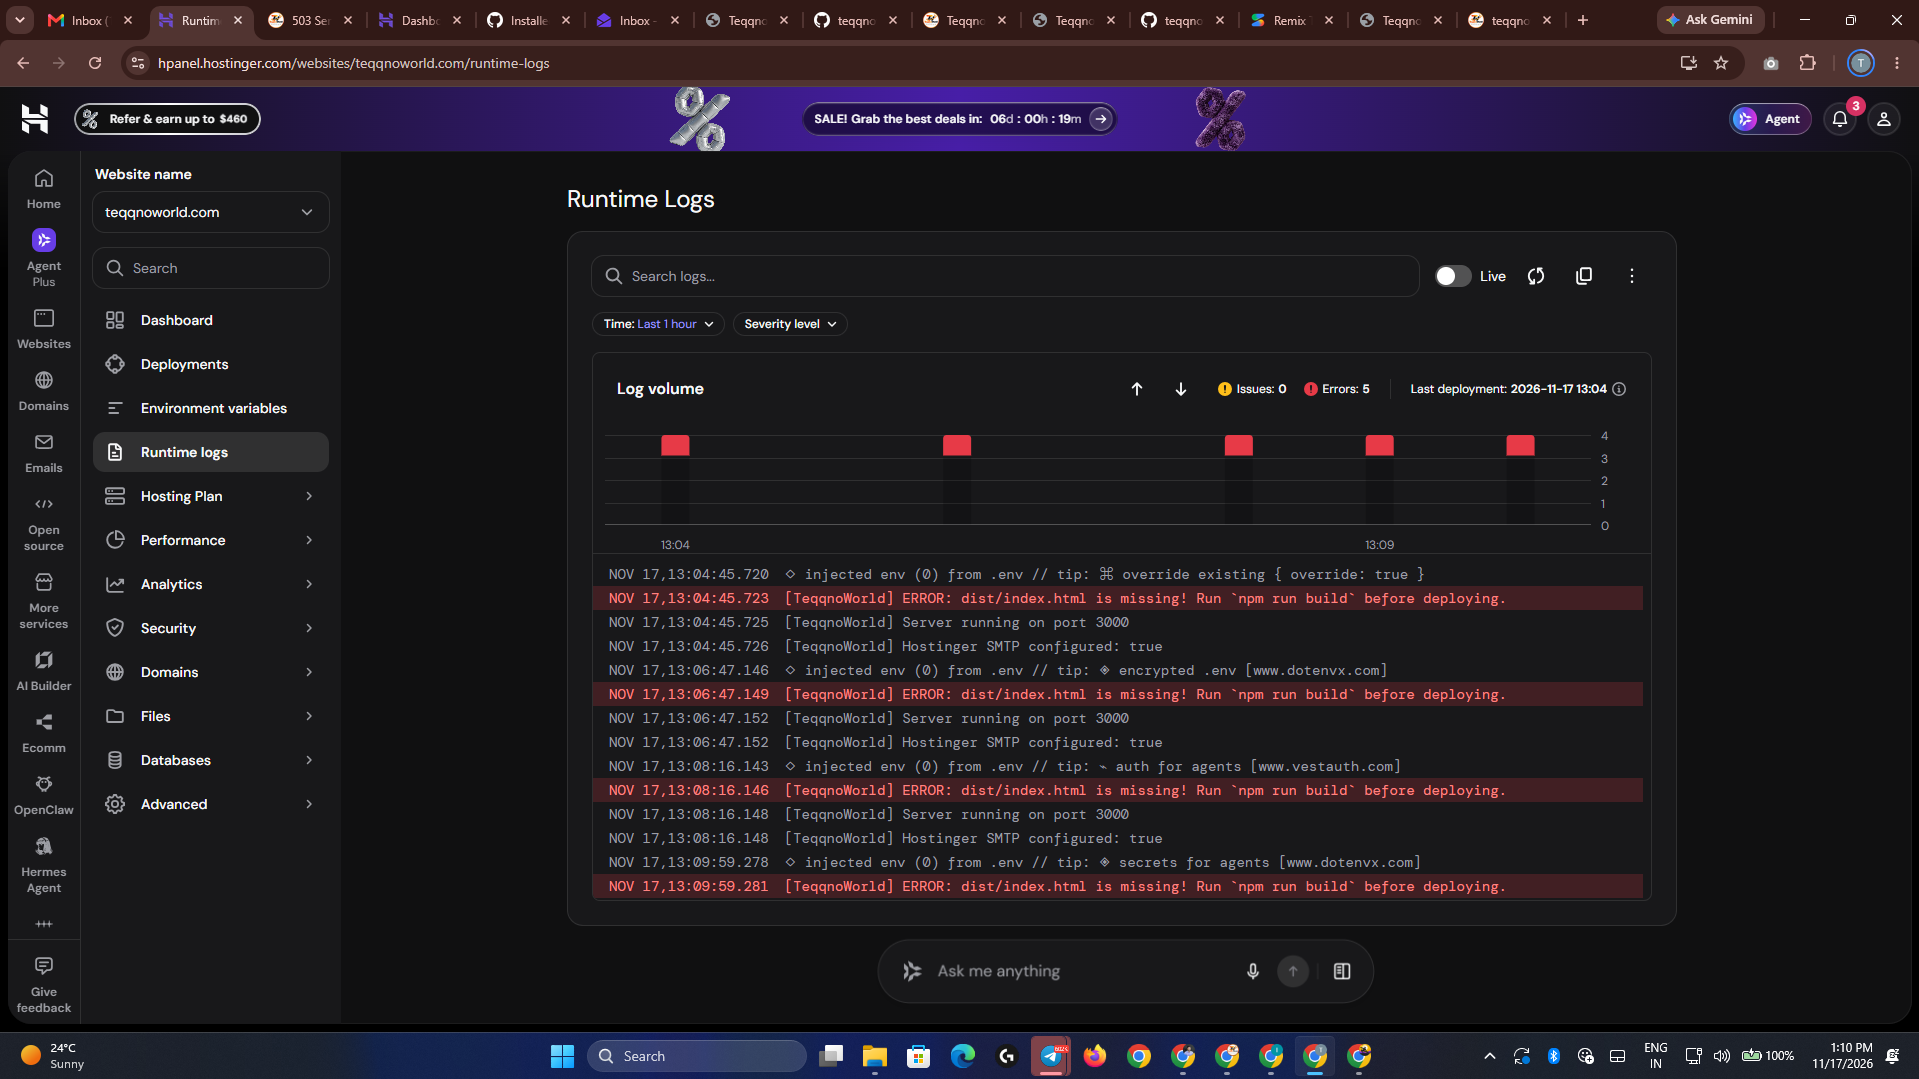 Inbox (
Runtim
503 Ser
Dashb
Installe
Inbox -
Teqqno
teqqno
Teqqno
Teqqno
teqqno
Remix
Teqqno
teqqno
Ask Gemini
hpanel.hostinger.com/websites/teqqnoworld.com/runtime-logs
T
Refer & earn up to $460
SALE! Grab the best deals in: 06d : 00h : 19m
Agent
3
Home
Agent
Plus
Websites
Domains
Emails
Open
source
More
services
AI Builder
Ecomm
OpenClaw
Hermes
Agent
Give
feedback
Website name
teqqnoworld.com
Search
Dashboard
Deployments
Environment variables
Runtime logs
Hosting Plan
Performance
Analytics
Security
Domains
Files
Databases
Advanced
Runtime Logs
Search logs...
Live
Time: Last 1 hour
Severity level
Log volume
Issues: 0
Errors: 5
Last deployment: 2026-11-17 13:04
4
3
2
1
0
13:04
13:09
NOV 17,13:04:45.720 ◇ injected env (0) from .env // tip: ⌘ override existing { override: true }
NOV 17,13:04:45.723 [TeqqnoWorld] ERROR: dist/index.html is missing! Run `npm run build` before deploying.
NOV 17,13:04:45.725 [TeqqnoWorld] Server running on port 3000
NOV 17,13:04:45.726 [TeqqnoWorld] Hostinger SMTP configured: true
NOV 17,13:06:47.146 ◇ injected env (0) from .env // tip: ◈ encrypted .env [www.dotenvx.com]
NOV 17,13:06:47.149 [TeqqnoWorld] ERROR: dist/index.html is missing! Run `npm run build` before deploying.
NOV 17,13:06:47.152 [TeqqnoWorld] Server running on port 3000
NOV 17,13:06:47.152 [TeqqnoWorld] Hostinger SMTP configured: true
NOV 17,13:08:16.143 ◇ injected env (0) from .env // tip: ⌁ auth for agents [www.vestauth.com]
NOV 17,13:08:16.146 [TeqqnoWorld] ERROR: dist/index.html is missing! Run `npm run build` before deploying.
NOV 17,13:08:16.148 [TeqqnoWorld] Server running on port 3000
NOV 17,13:08:16.148 [TeqqnoWorld] Hostinger SMTP configured: true
NOV 17,13:09:59.278 ◇ injected env (0) from .env // tip: ◈ secrets for agents [www.dotenvx.com]
NOV 17,13:09:59.281 [TeqqnoWorld] ERROR: dist/index.html is missing! Run `npm run build` before deploying.
Ask me anything
24°C
Sunny
Search
ENG
IN
100%
1:10 PM
11/17/2026